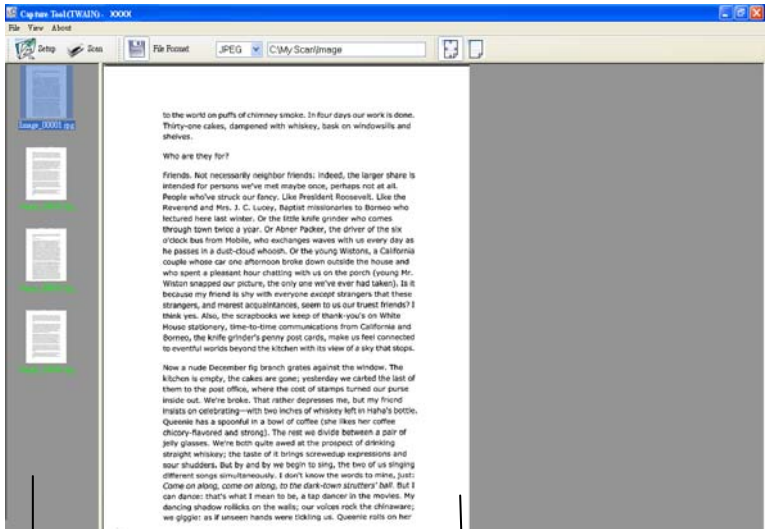 Capture Tool(TWAIN) - XXXX
File View About
Setup Scan File Format JPEG C:\My Scan\Image
Image_00001.jpg
to the world on puffs of chimney smoke. In four days our work is done.
Thirty-one cakes, dampened with whiskey, bask on windowsills and
shelves.
Who are they for?
Friends. Not necessarily neighbor friends: indeed, the larger share is
intended for persons we've met maybe once, perhaps not at all.
People who've struck our fancy. Like President Roosevelt. Like the
Reverend and Mrs. J. C. Lucey, Baptist missionaries to Borneo who
lectured here last winter. Or the little knife grinder who comes
through town twice a year. Or Abner Packer, the driver of the six
o'clock bus from Mobile, who exchanges waves with us every day as
he passes in a dust-cloud whoosh. Or the young Wistons, a California
couple whose car one afternoon broke down outside the house and
who spent a pleasant hour chatting with us on the porch (young Mr.
Wiston snapped our picture, the only one we've ever had taken). Is it
because my friend is shy with everyone except strangers that these
strangers, and merest acquaintances, seem to us our truest friends? I
think yes. Also, the scrapbooks we keep of thank-you's on White
House stationery, time-to-time communications from California and
Borneo, the knife grinder's penny post cards, make us feel connected
to eventful worlds beyond the kitchen with its view of a sky that stops.
Now a nude December fig branch grates against the window. The
kitchen is empty, the cakes are gone; yesterday we carted the last of
them to the post office, where the cost of stamps turned our purse
inside out. We're broke. That rather depresses me, but my friend
insists on celebrating—with two inches of whiskey left in Haha's bottle.
Queenie has a spoonful in a bowl of coffee (she likes her coffee
chicory-flavored and strong). The rest we divide between a pair of
jelly glasses. We're both quite awed at the prospect of drinking
straight whiskey; the taste of it brings screwedup expressions and
sour shudders. But by and by we begin to sing, the two of us singing
different songs simultaneously. I don't know the words to mine, just:
Come on along, come on along, to the dark-town strutters' ball. But I
can dance: that's what I mean to be, a tap dancer in the movies. My
dancing shadow rollicks on the walls; our voices rock the chinaware;
we giggle: as if unseen hands were tickling us. Queenie rolls on her